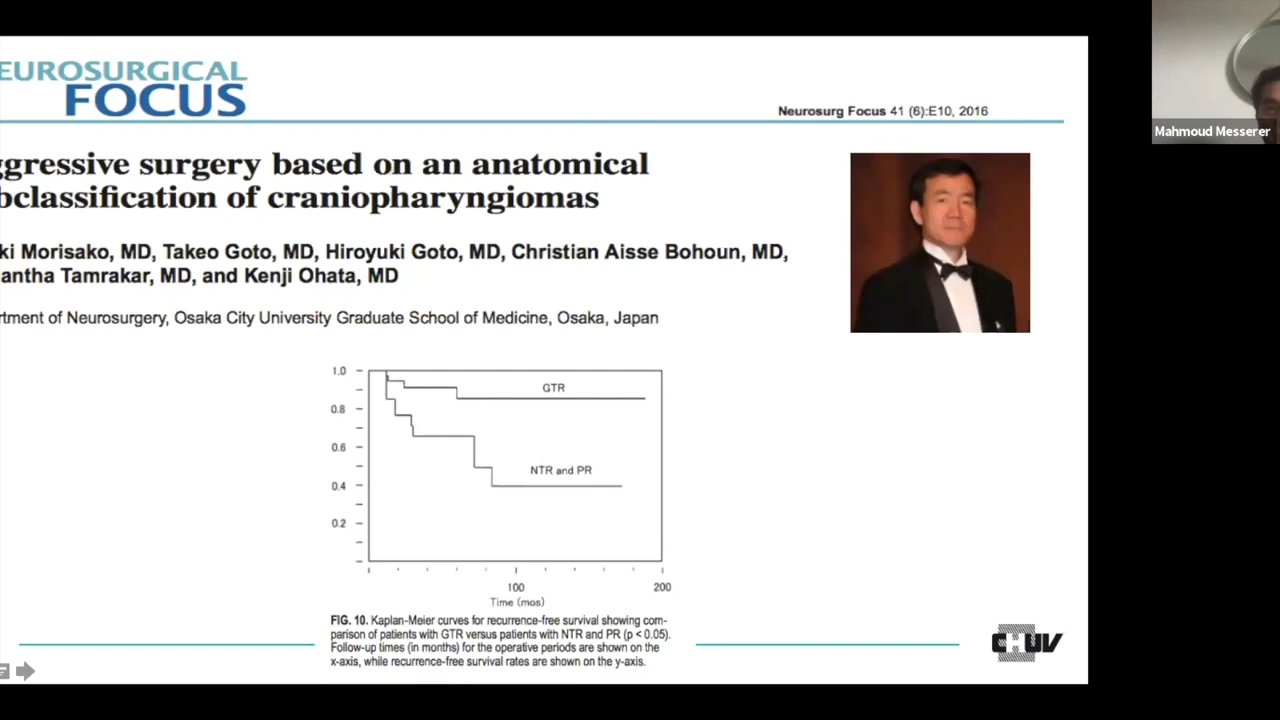 EUROSURGICAL
FOCUS
Neurosurg Focus 41 (6):E10, 2016
Mahmoud Messerer
ggressive surgery based on an anatomical
bclassification of craniopharyngiomas
ki Morisako, MD, Takeo Goto, MD, Hiroyuki Goto, MD, Christian Aisse Bohoun, MD,
antha Tamrakar, MD, and Kenji Ohata, MD
rtment of Neurosurgery, Osaka City University Graduate School of Medicine, Osaka, Japan
1.0
GTR
0.8
0.6
NTR and PR
0.4
0.2
100
200
Time (mos)
FIG. 10. Kaplan-Meier curves for recurrence-free survival showing com-
parison of patients with GTR versus patients with NTR and PR (p < 0.05).
Follow-up times (in months) for the operative periods are shown on the
x-axis, while recurrence-free survival rates are shown on the y-axis.
CHUV